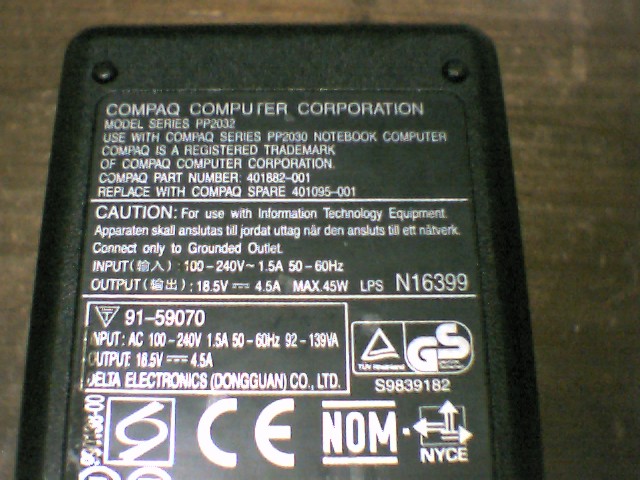 COMPAQ COMPUTER CORPORATION
MODEL SERIES PP2032
USE WITH COMPAQ SERIES PP2030 NOTEBOOK COMPUTER
COMPAQ IS A REGISTERED TRADEMARK
OF COMPAQ COMPUTER CORPORATION.
COMPAQ PART NUMBER: 401882-001
REPLACE WITH COMPAQ SPARE 401095-001
CAUTION: For use with Information Technology Equipment.
Apparaten skall anslutas till jordat uttag när den ansluts till ett nätverk.
Connect only to Grounded Outlet.
INPUT(输入): 100-240V~1.5A 50-60Hz
OUTPUT(输出): 18.5V⎓4.5A MAX.45W LPS N16399
91-59070
INPUT: AC 100-240V 1.5A 50-60Hz 92-139VA
OUTPUT: 18.5V⎓4.5A
DELTA ELECTRONICS (DONGGUAN) CO., LTD.
TÜV Rheinland
GS
S9839182
CE
NOM
NYCE